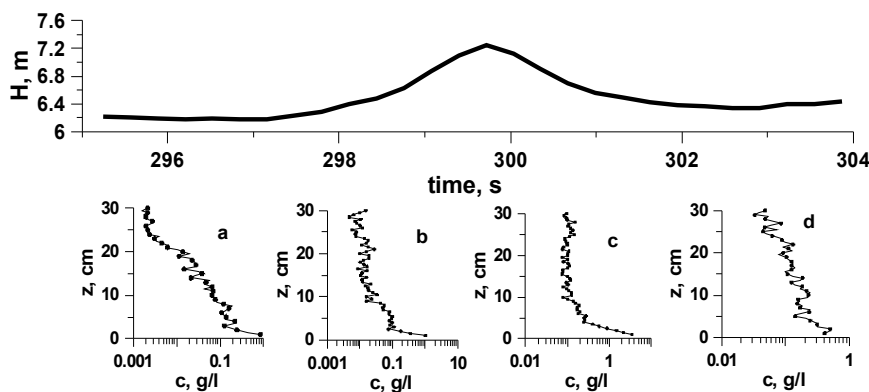 7.6
7.2
6.8
6.4
6
H, m
296 298 300 302 304
time, s
30
20
10
0
z, cm
a
0.001 0.1
c, g/l
30
20
10
0
z, cm
b
0.001 0.1 10
c, g/l
30
20
10
0
z, cm
c
0.01 1
c, g/l
30
20
10
0
z, cm
d
0.01 0.1 1
c, g/l